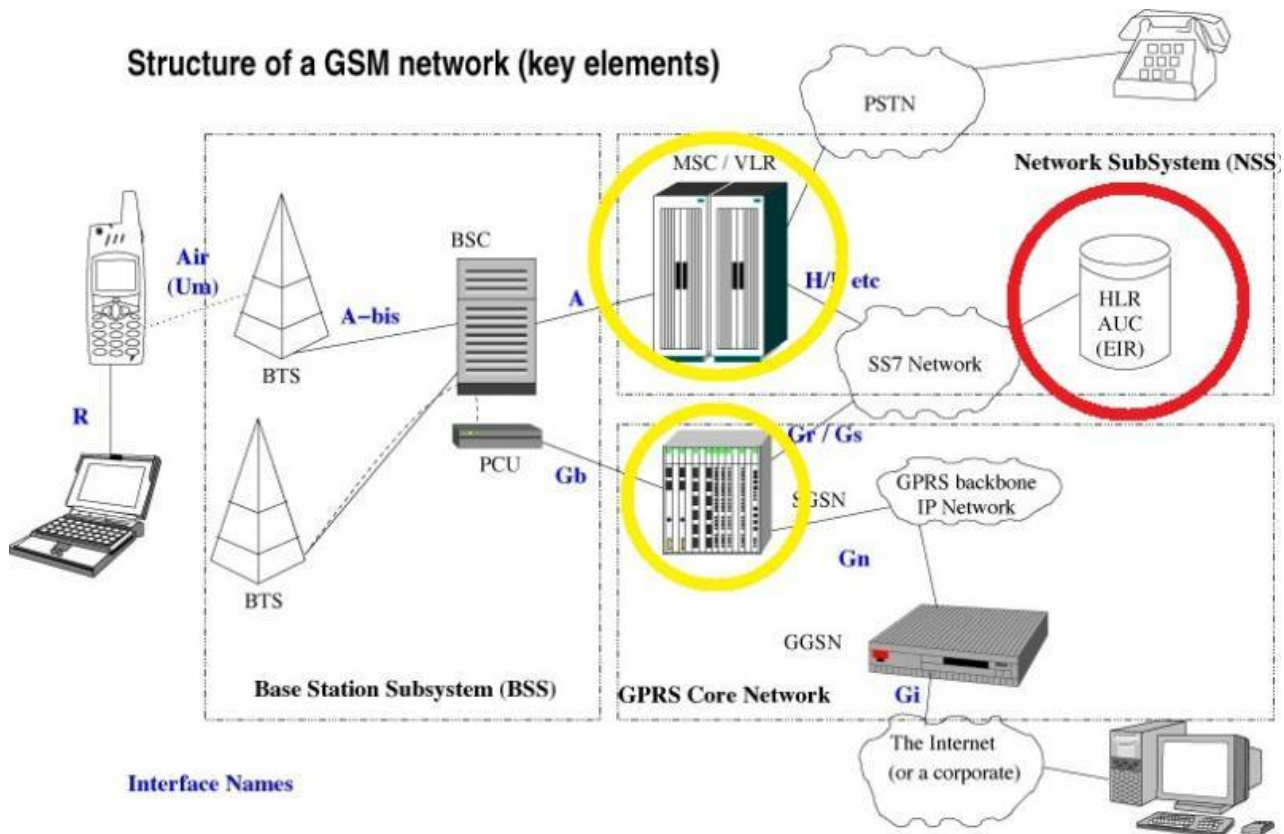 Structure of a GSM network (key elements)
PSTN
MSC / VLR
Network SubSystem (NSS)
BSC
Air
(Um)
A-bis
A
H/ etc
HLR
AUC
(EIR)
BTS
SS7 Network
R
PCU
Gb
Gr / Gs
SGSN
GPRS backbone
IP Network
Gn
BTS
GGSN
Base Station Subsystem (BSS)
GPRS Core Network
Gi
The Internet
(or a corporate)
Interface Names